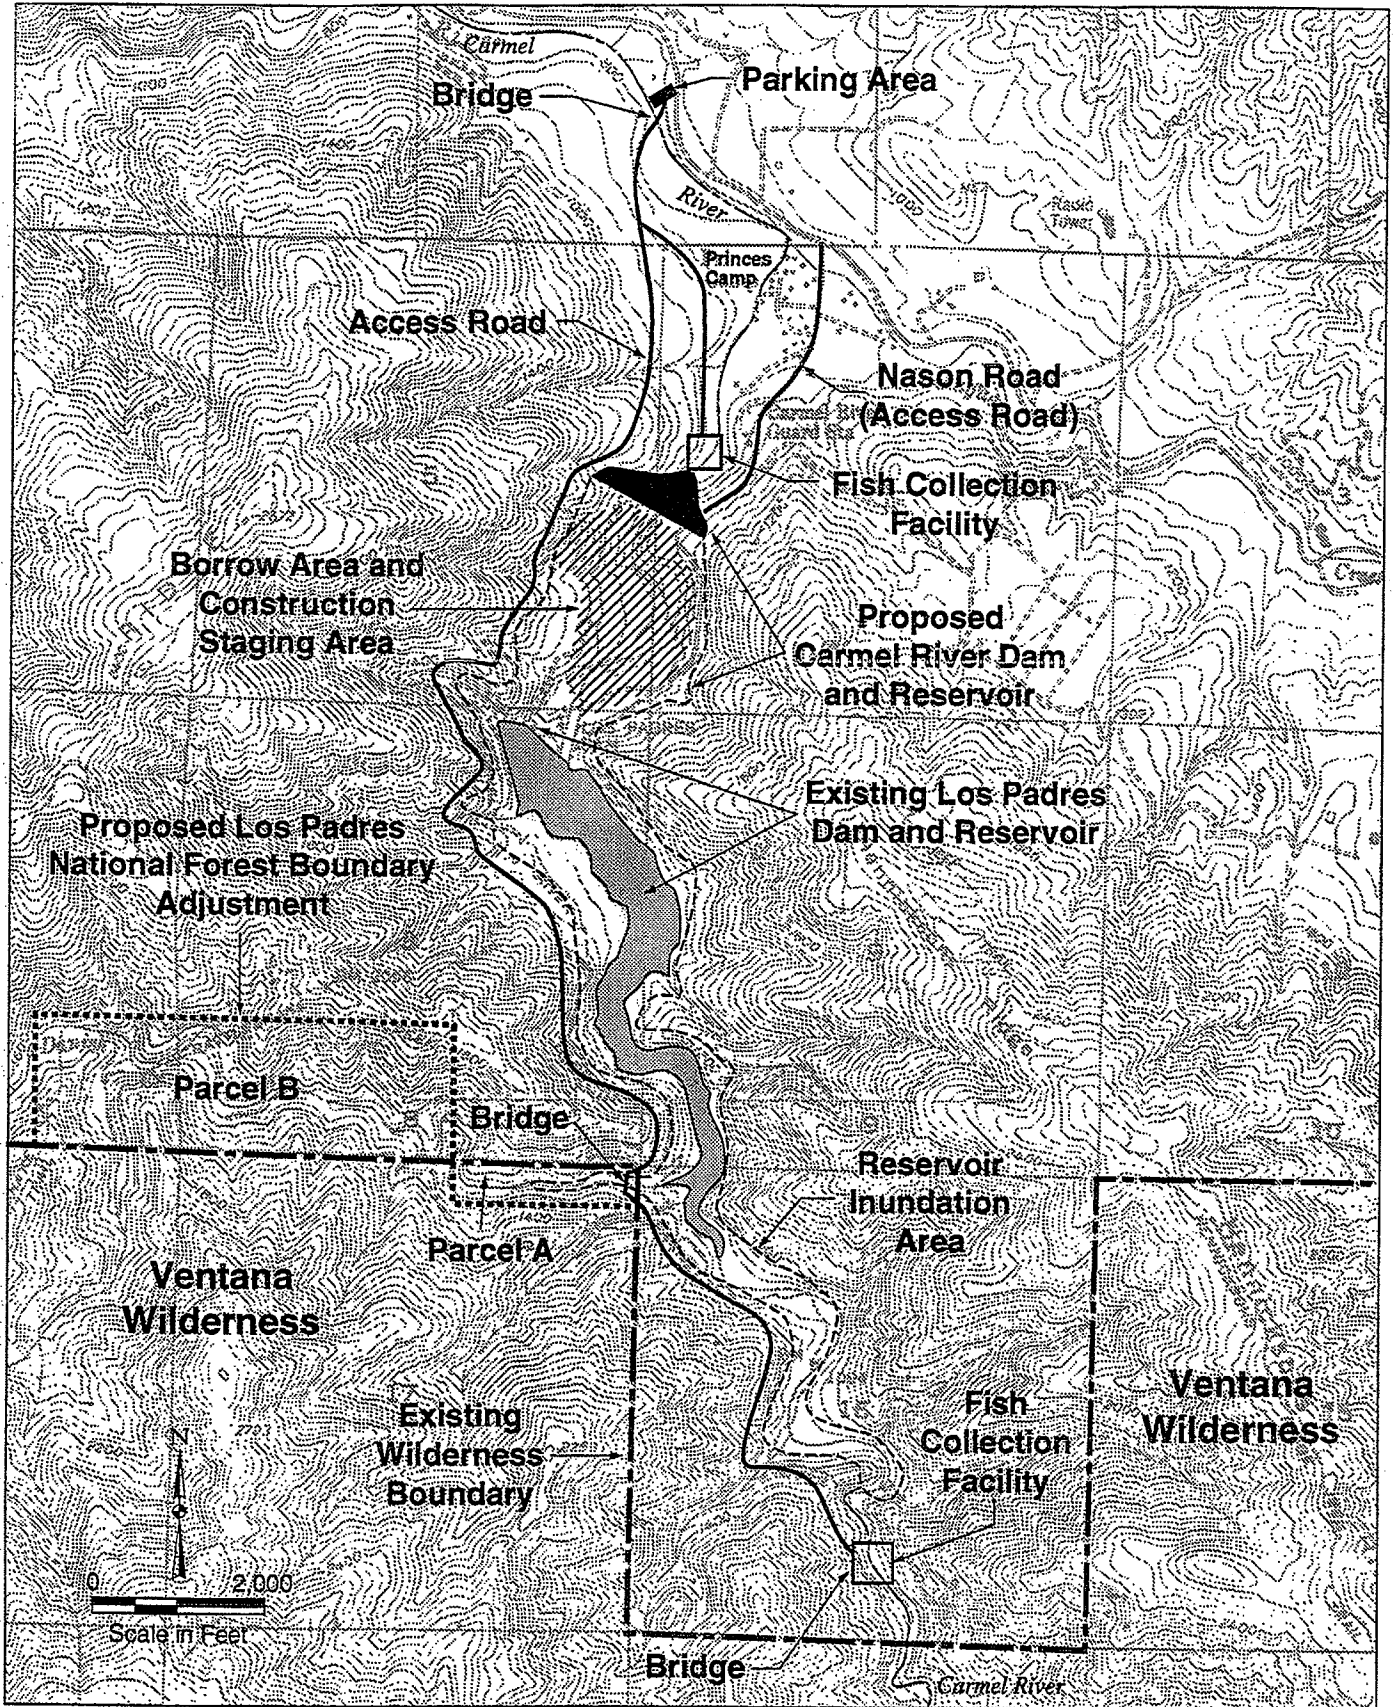 Carmel
Parking Area
Bridge
River
Radio
Tower
Princes
Camp
Access Road
Nason Road
(Access Road)
Fish Collection
Facility
Borrow Area and
Construction
Staging Area
Proposed
Carmel River Dam
and Reservoir
Existing Los Padres
Dam and Reservoir
Proposed Los Padres
National Forest Boundary
Adjustment
Parcel B
Bridge
Reservoir
Inundation
Area
Parcel A
Ventana
Wilderness
Ventana
Wilderness
Fish
Collection
Facility
Existing
Wilderness
Boundary
N
0 2,000
Scale in Feet
Bridge
Carmel River